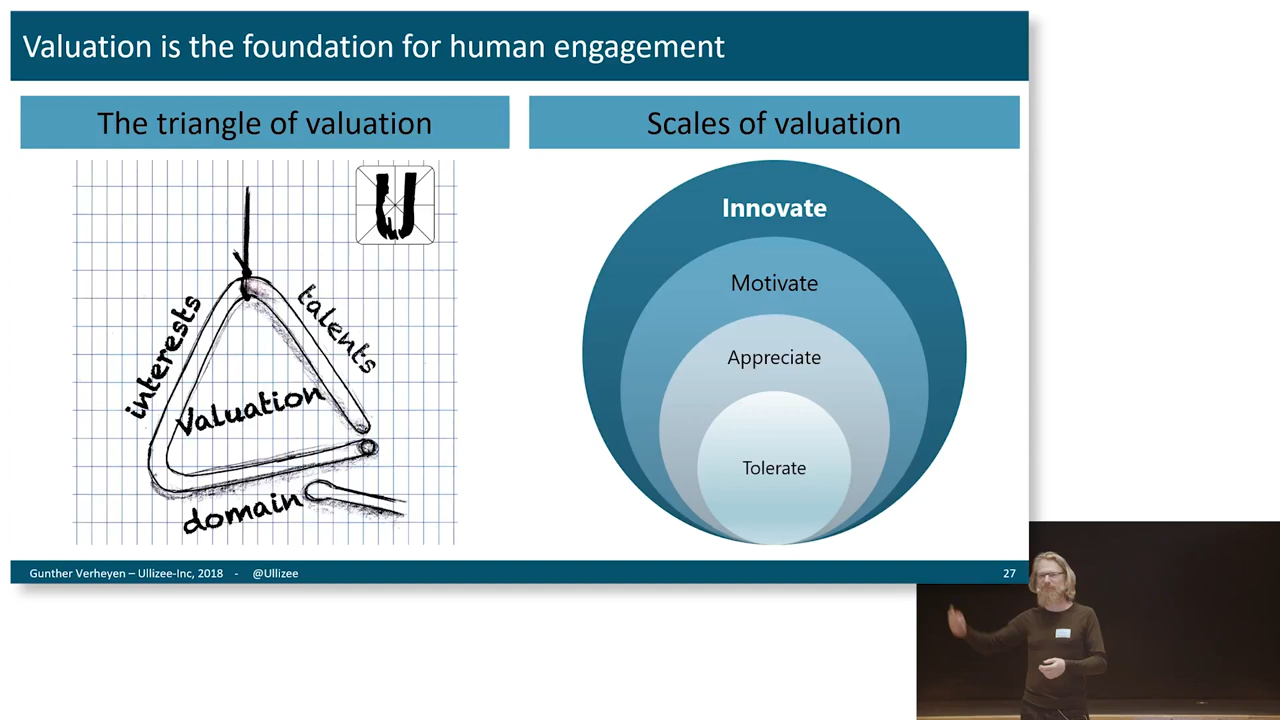 Valuation is the foundation for human engagement
The triangle of valuation
U
interests
talents
Valuation
domain
Scales of valuation
Innovate
Motivate
Appreciate
Tolerate
Gunther Verheyen – Ullizee-Inc, 2018 - @Ullizee
27